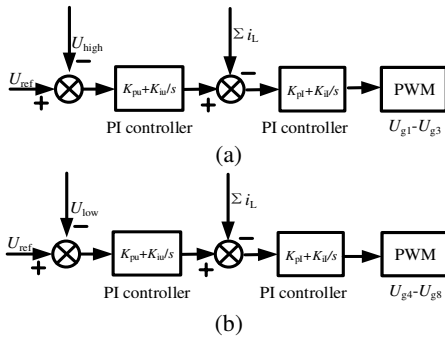 U_high
Σ i_L
U_ref
K_pu+K_iu/s
K_pI+K_iI/s
PWM
PI controller
PI controller
U_g1-U_g3
(a)
U_low
Σ i_L
U_ref
K_pu+K_iu/s
K_pI+K_iI/s
PWM
PI controller
PI controller
U_g4-U_g8
(b)